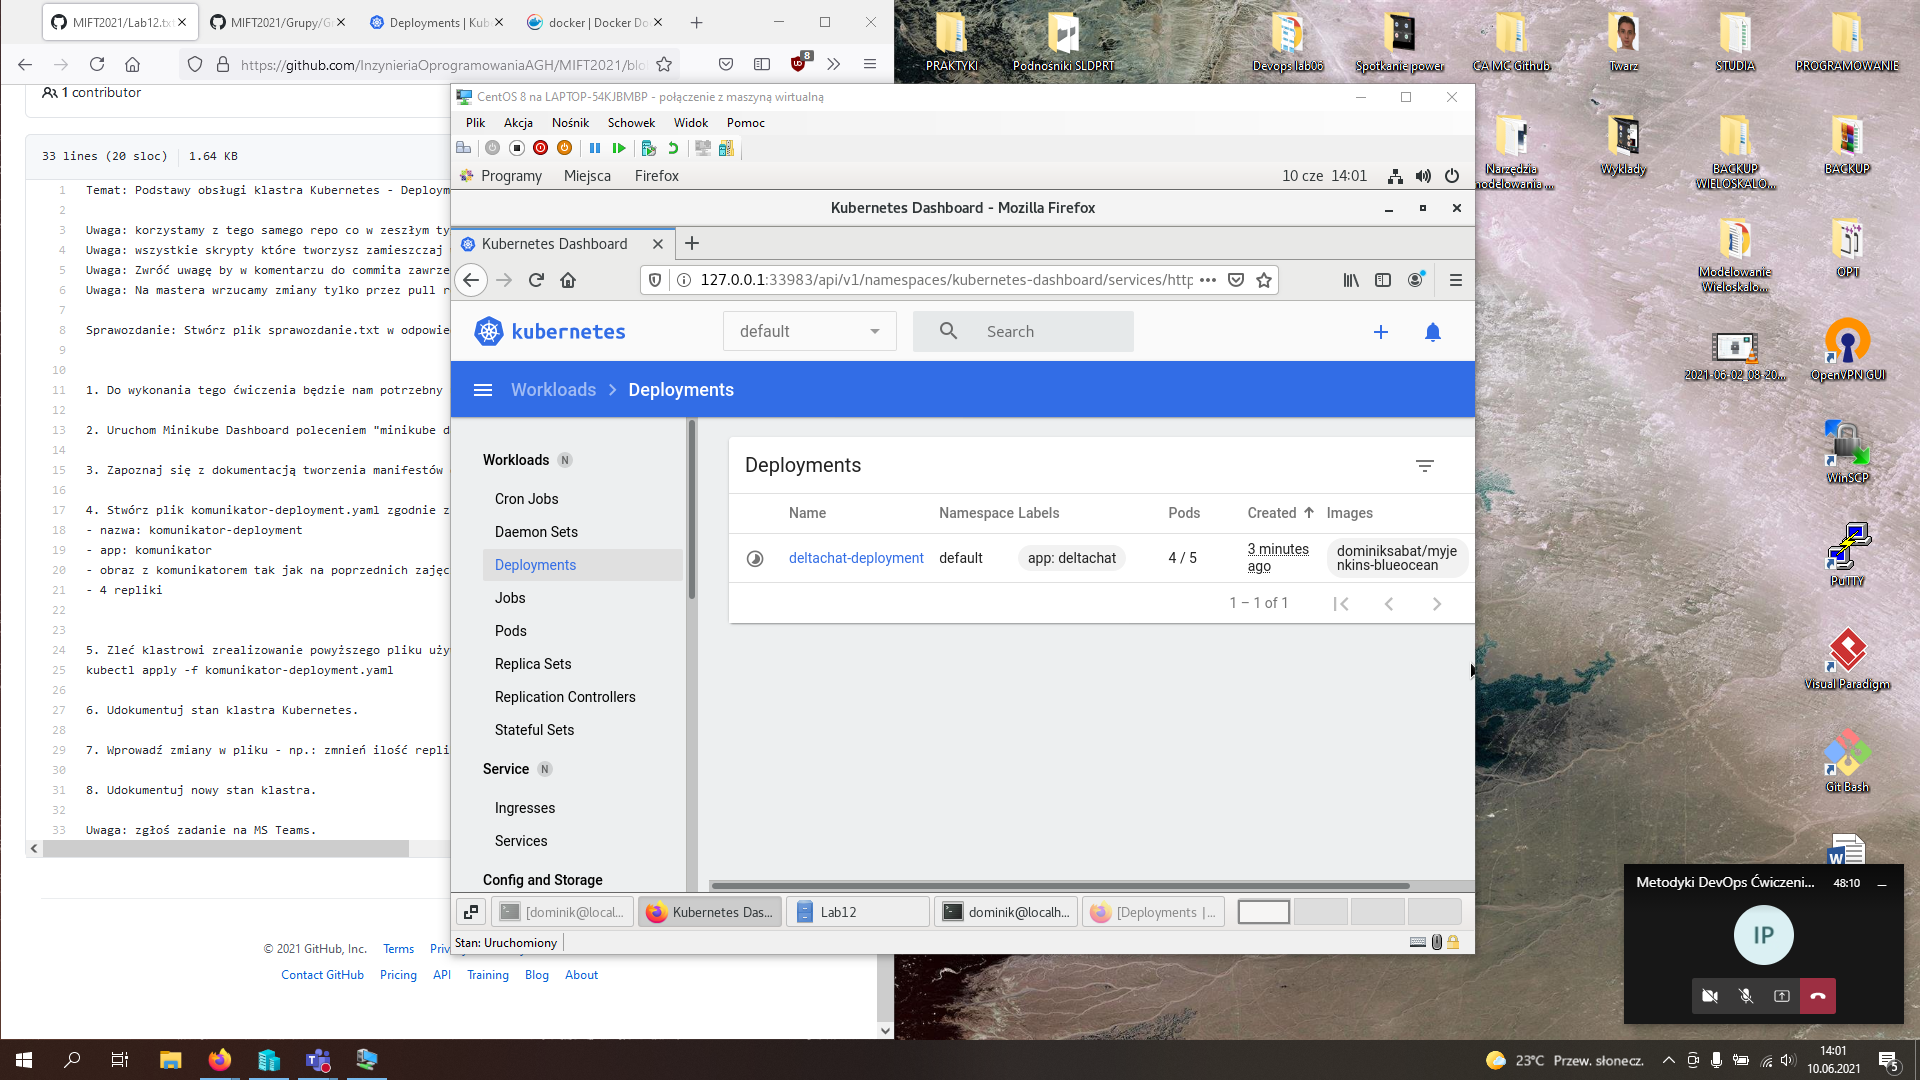 MIFT2021/Lab12.tx
MIFT2021/Grupy/G
Deployments | Kub
docker | Docker Do
https://github.com/InzynieriaOprogramowaniaAGH/MIFT2021/blo
8
1 contributor
33 lines (20 sloc)
1.64 KB
1 Temat: Podstawy obsługi klastra Kubernetes - Deploym
2
3 Uwaga: korzystamy z tego samego repo co w zeszłym ty
4 Uwaga: wszystkie skrypty które tworzysz zamieszczaj
5 Uwaga: Zwróć uwagę by w komentarzu do commita zawrze
6 Uwaga: Na mastera wrzucamy zmiany tylko przez pull r
7
8 Sprawozdanie: Stwórz plik sprawozdanie.txt w odpowie
9
10
11 1. Do wykonania tego ćwiczenia będzie nam potrzebny
12
13 2. Uruchom Minikube Dashboard poleceniem "minikube d
14
15 3. Zapoznaj się z dokumentacją tworzenia manifestów
16
17 4. Stwórz plik komunikator-deployment.yaml zgodnie z
18 - nazwa: komunikator-deployment
19 - app: komunikator
20 - obraz z komunikatorem tak jak na poprzednich zajęc
21 - 4 repliki
22
23
24 5. Zleć klastrowi zrealizowanie powyższego pliku uży
25 kubectl apply -f komunikator-deployment.yaml
26
27 6. Udokumentuj stan klastra Kubernetes.
28
29 7. Wprowadź zmiany w pliku - np.: zmień ilość repli
30
31 8. Udokumentuj nowy stan klastra.
32
33 Uwaga: zgłoś zadanie na MS Teams.
© 2021 GitHub, Inc.
Terms
Priv
Contact GitHub
Pricing
API
Training
Blog
About
CentOS 8 na LAPTOP-54KJBMBP - połączenie z maszyną wirtualną
Plik Akcja Nośnik Schowek Widok Pomoc
Programy Miejsca Firefox
10 cze 14:01
Kubernetes Dashboard - Mozilla Firefox
Kubernetes Dashboard
127.0.0.1:33983/api/v1/namespaces/kubernetes-dashboard/services/http
kubernetes
default
Search
Workloads
Deployments
Workloads N
Cron Jobs
Daemon Sets
Deployments
Jobs
Pods
Replica Sets
Replication Controllers
Stateful Sets
Service N
Ingresses
Services
Config and Storage
Deployments
Name Namespace Labels Pods Created Images
deltachat-deployment default app: deltachat 4 / 5
3 minutes
ago
dominiksabat/myje
nkins-blueocean
1 – 1 of 1
[dominik@local...
Kubernetes Das...
Lab12
dominik@localh...
[Deployments |...
Stan: Uruchomiony
PRAKTYKI
Podnośniki SLDPRT
Devops lab06
Spotkanie power
CA MC Github
Twarz
STUDIA
PROGRAMOWANIE
Narzędzia
modelowania ...
Wykłady
BACKUP
WIELOSKALO...
BACKUP
Modelowanie
Wieloskalo...
OPT
2021-06-02_08-20...
OpenVPN GUI
WinSCP
PuTTY
Visual Paradigm
Git Bash
W
Metodyki DevOps Ćwiczeni...
48:10
IP
23°C Przew. słonecz.
14:01
10.06.2021
5